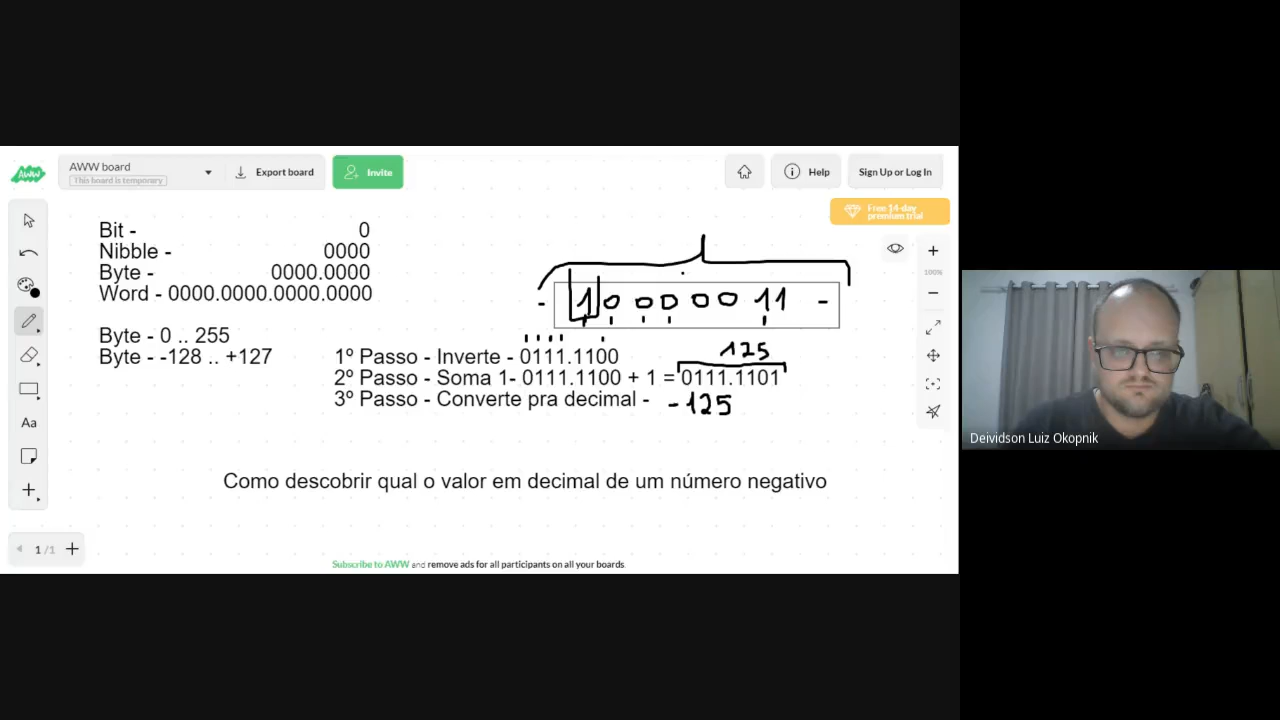 AWW
AWW board
This board is temporary
Export board
Invite
Help
Sign Up or Log In
Free 14-day
premium trial
Bit - 0
Nibble - 0000
Byte - 0000.0000
Word - 0000.0000.0000.0000
Byte - 0 .. 255
Byte - -128 .. +127
- 1 0 0 0 0 0 1 1 -
1º Passo - Inverte - 0111.1100
125
2º Passo - Soma 1- 0111.1100 + 1 = 0111.1101
3º Passo - Converte pra decimal - -125
Como descobrir qual o valor em decimal de um número negativo
100%
Aa
1 /1
Subscribe to AWW and remove ads for all participants on all your boards.
Deividson Luiz Okopnik